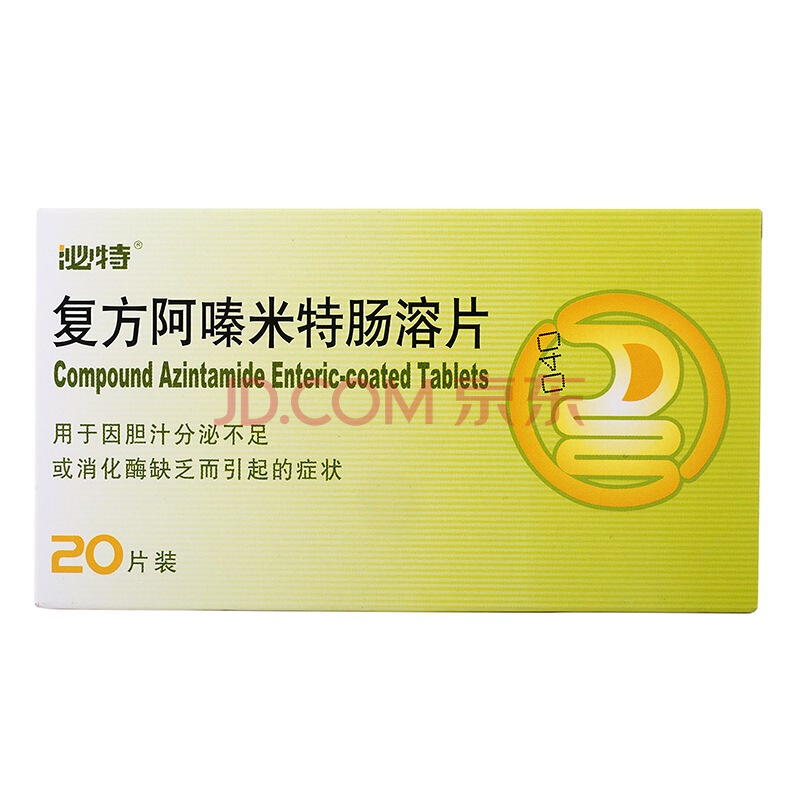 泌特®
复方阿嗪米特肠溶片
Compound Azintamide Enteric-coated Tablets
040
JD.COM 京东
用于因胆汁分泌不足
或消化酶缺乏而引起的症状
20片装